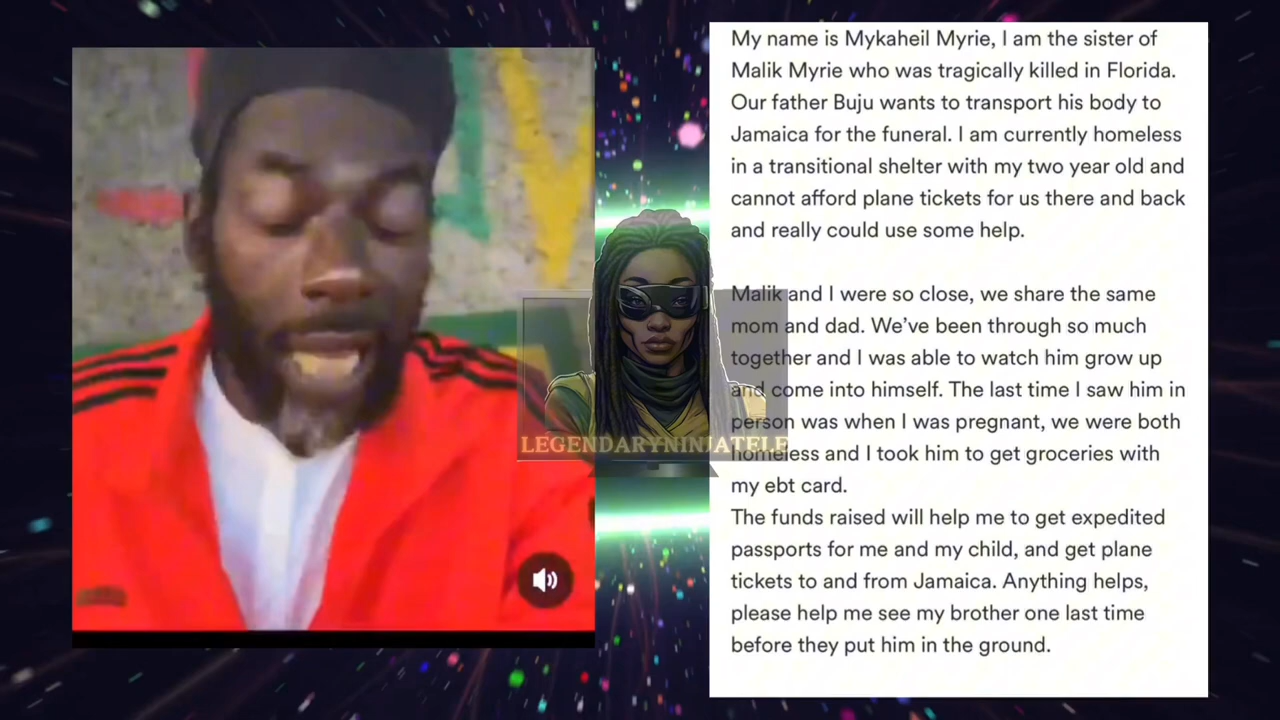 My name is Mykaheil Myrie, I am the sister of
Malik Myrie who was tragically killed in Florida.
Our father Buju wants to transport his body to
Jamaica for the funeral. I am currently homeless
in a transitional shelter with my two year old and
cannot afford plane tickets for us there and back
and really could use some help.
Malik and I were so close, we share the same
mom and dad. We’ve been through so much
together and I was able to watch him grow up
and come into himself. The last time I saw him in
person was when I was pregnant, we were both
homeless and I took him to get groceries with
my ebt card.
The funds raised will help me to get expedited
passports for me and my child, and get plane
tickets to and from Jamaica. Anything helps,
please help me see my brother one last time
before they put him in the ground.
LEGENDARYNINJATELE